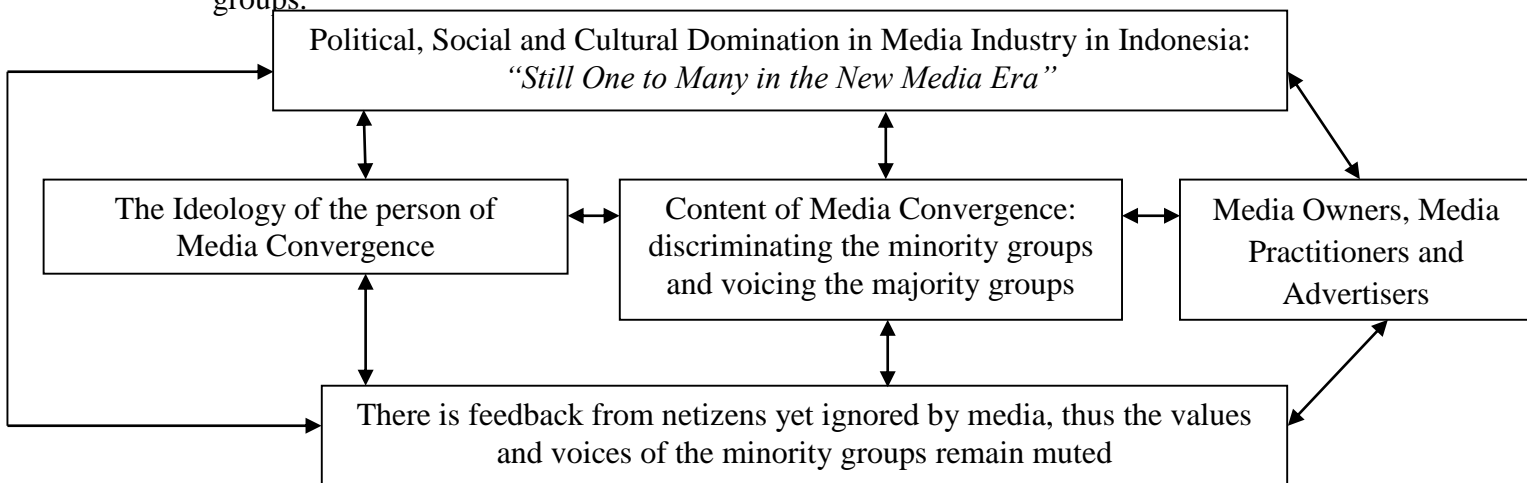 groups.
Political, Social and Cultural Domination in Media Industry in Indonesia:
“Still One to Many in the New Media Era”
The Ideology of the person of
Media Convergence
Content of Media Convergence:
discriminating the minority groups
and voicing the majority groups
Media Owners, Media
Practitioners and
Advertisers
There is feedback from netizens yet ignored by media, thus the values
and voices of the minority groups remain muted